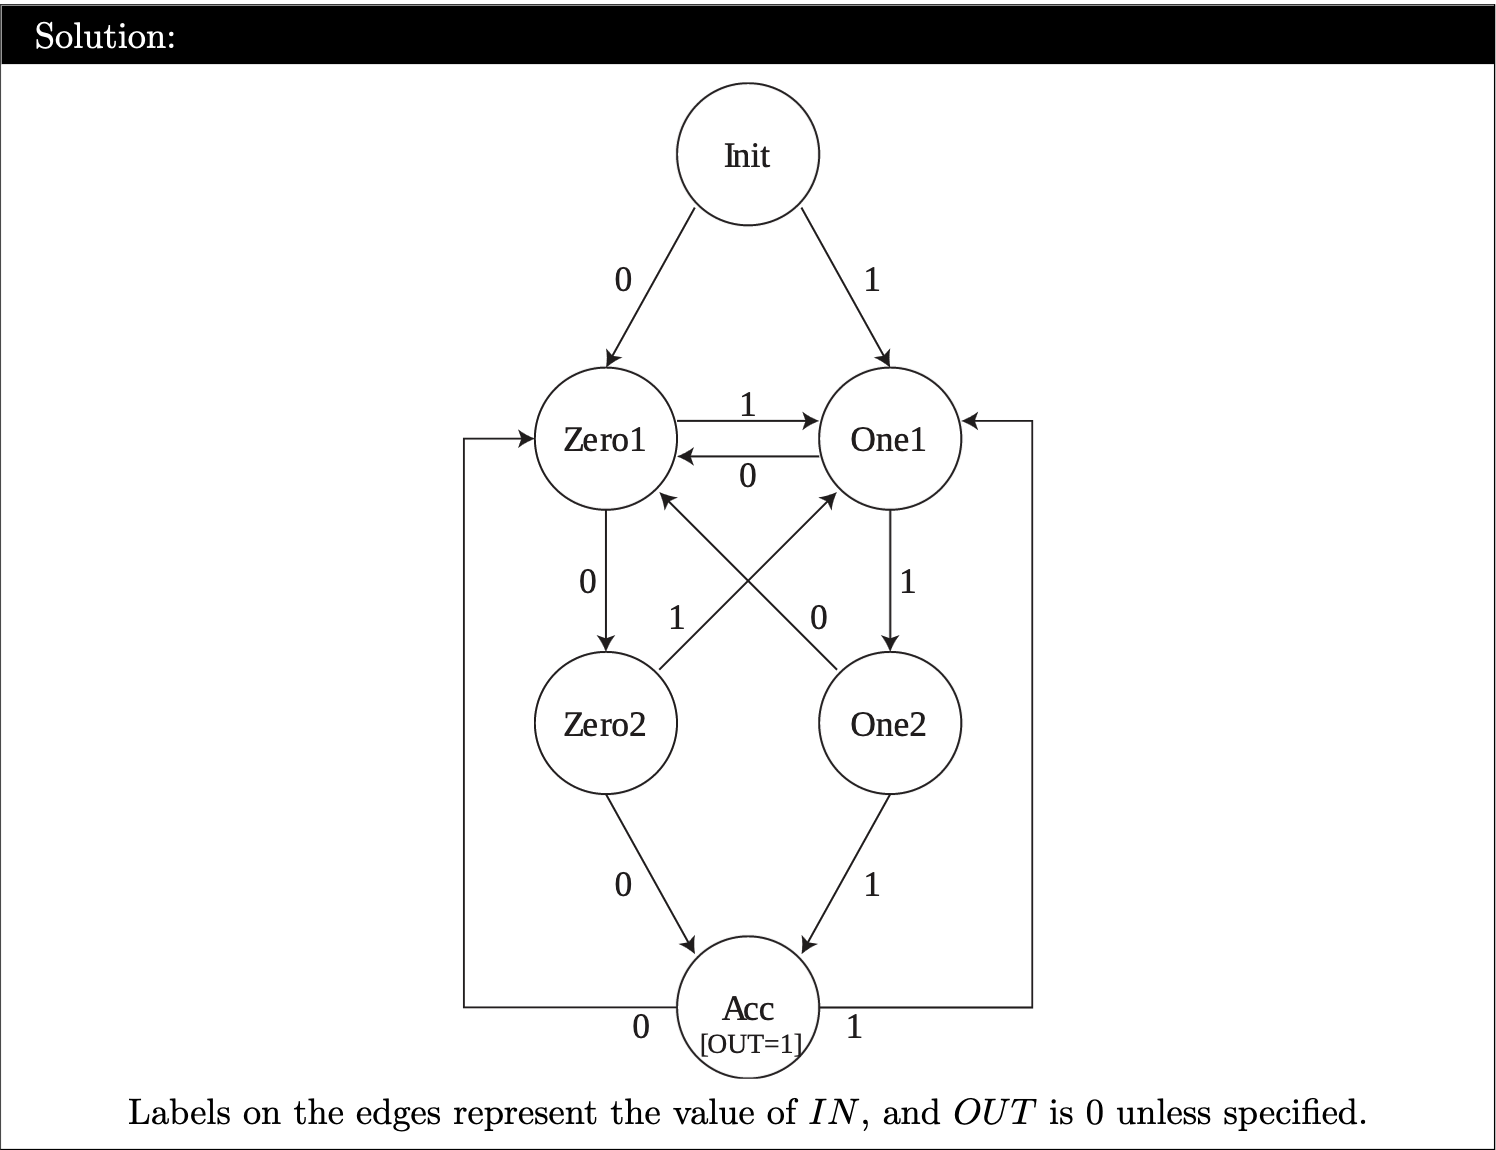 Solution:
Init
0
1
Zero1
1
0
One1
0
1
0
1
Zero2
One2
0
1
Acc
[OUT=1]
0
1
Labels on the edges represent the value of IN, and OUT is 0 unless specified.